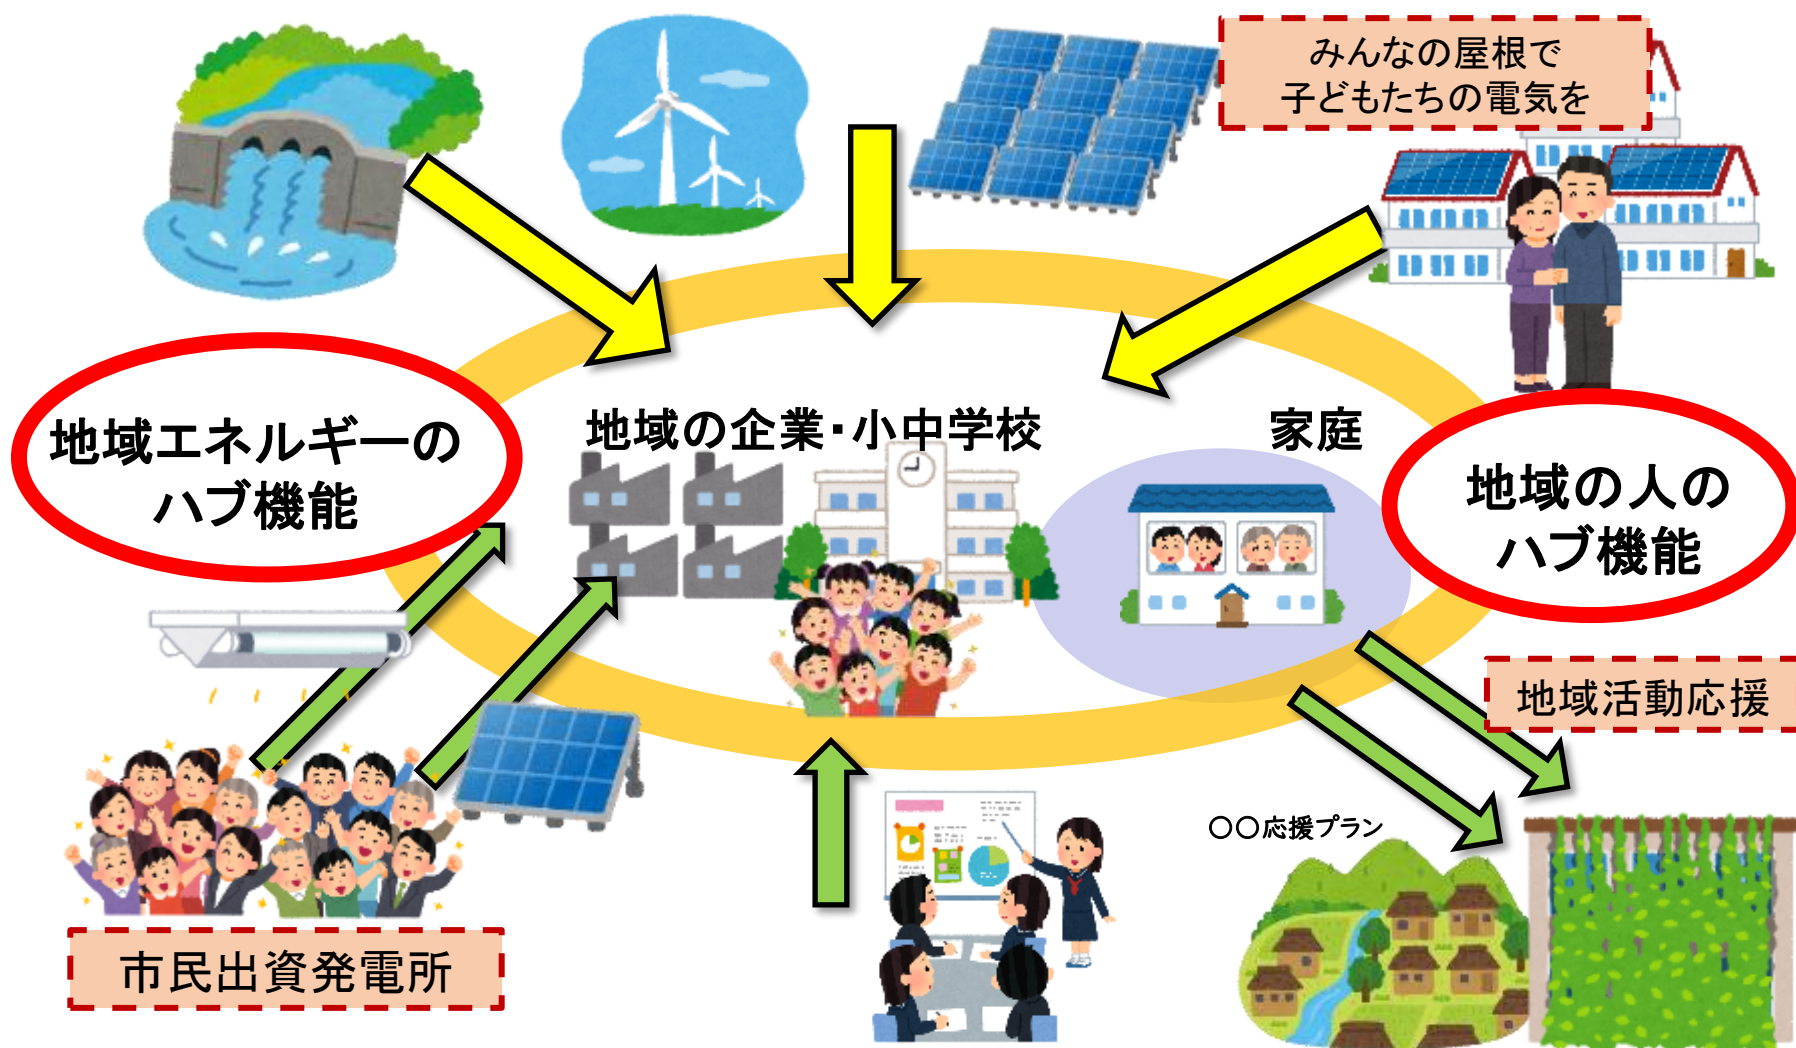 みんなの屋根で
子どもたちの電気を
地域エネルギーの
ハブ機能
地域の企業・小中学校
家庭
地域の人の
ハブ機能
地域活動応援
〇〇応援プラン
市民出資発電所